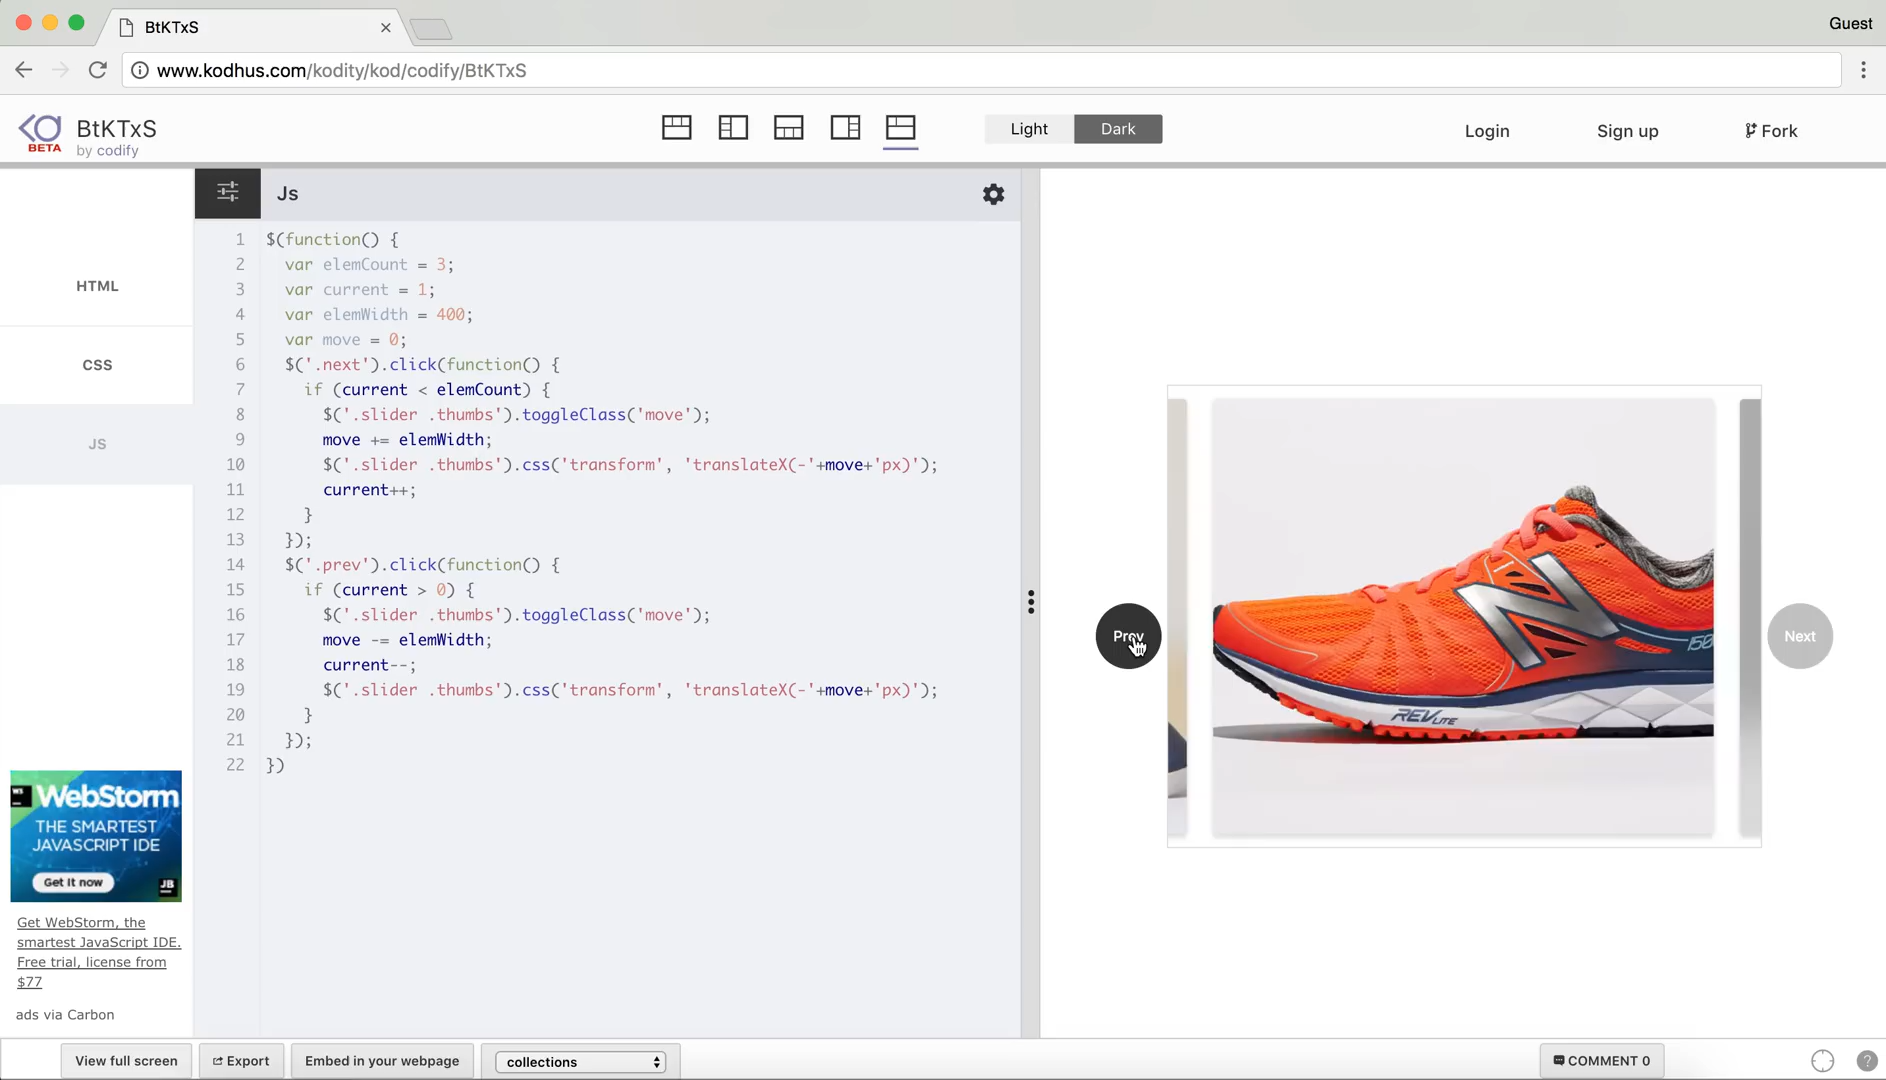 BtKTxS
Guest
www.kodhus.com/kodity/kod/codify/BtKTxS
BETA
BtKTxS
by codify
Light
Dark
Login
Sign up
Fork
Js
HTML
CSS
JS
1 $(function() {
2 var elemCount = 3;
3 var current = 1;
4 var elemWidth = 400;
5 var move = 0;
6 $('.next').click(function() {
7 if (current < elemCount) {
8 $('.slider .thumbs').toggleClass('move');
9 move += elemWidth;
10 $('.slider .thumbs').css('transform', 'translateX(-'+move+'px)');
11 current++;
12 }
13 });
14 $('.prev').click(function() {
15 if (current > 0) {
16 $('.slider .thumbs').toggleClass('move');
17 move -= elemWidth;
18 current--;
19 $('.slider .thumbs').css('transform', 'translateX(-'+move+'px)');
20 }
21 });
22 })
Prev
Next
N
150
REVLITE
WS
WebStorm
THE SMARTEST
JAVASCRIPT IDE
Get it now
JB
Get WebStorm, the
smartest JavaScript IDE.
Free trial, license from
$77
ads via Carbon
View full screen
Export
Embed in your webpage
collections
COMMENT 0
?